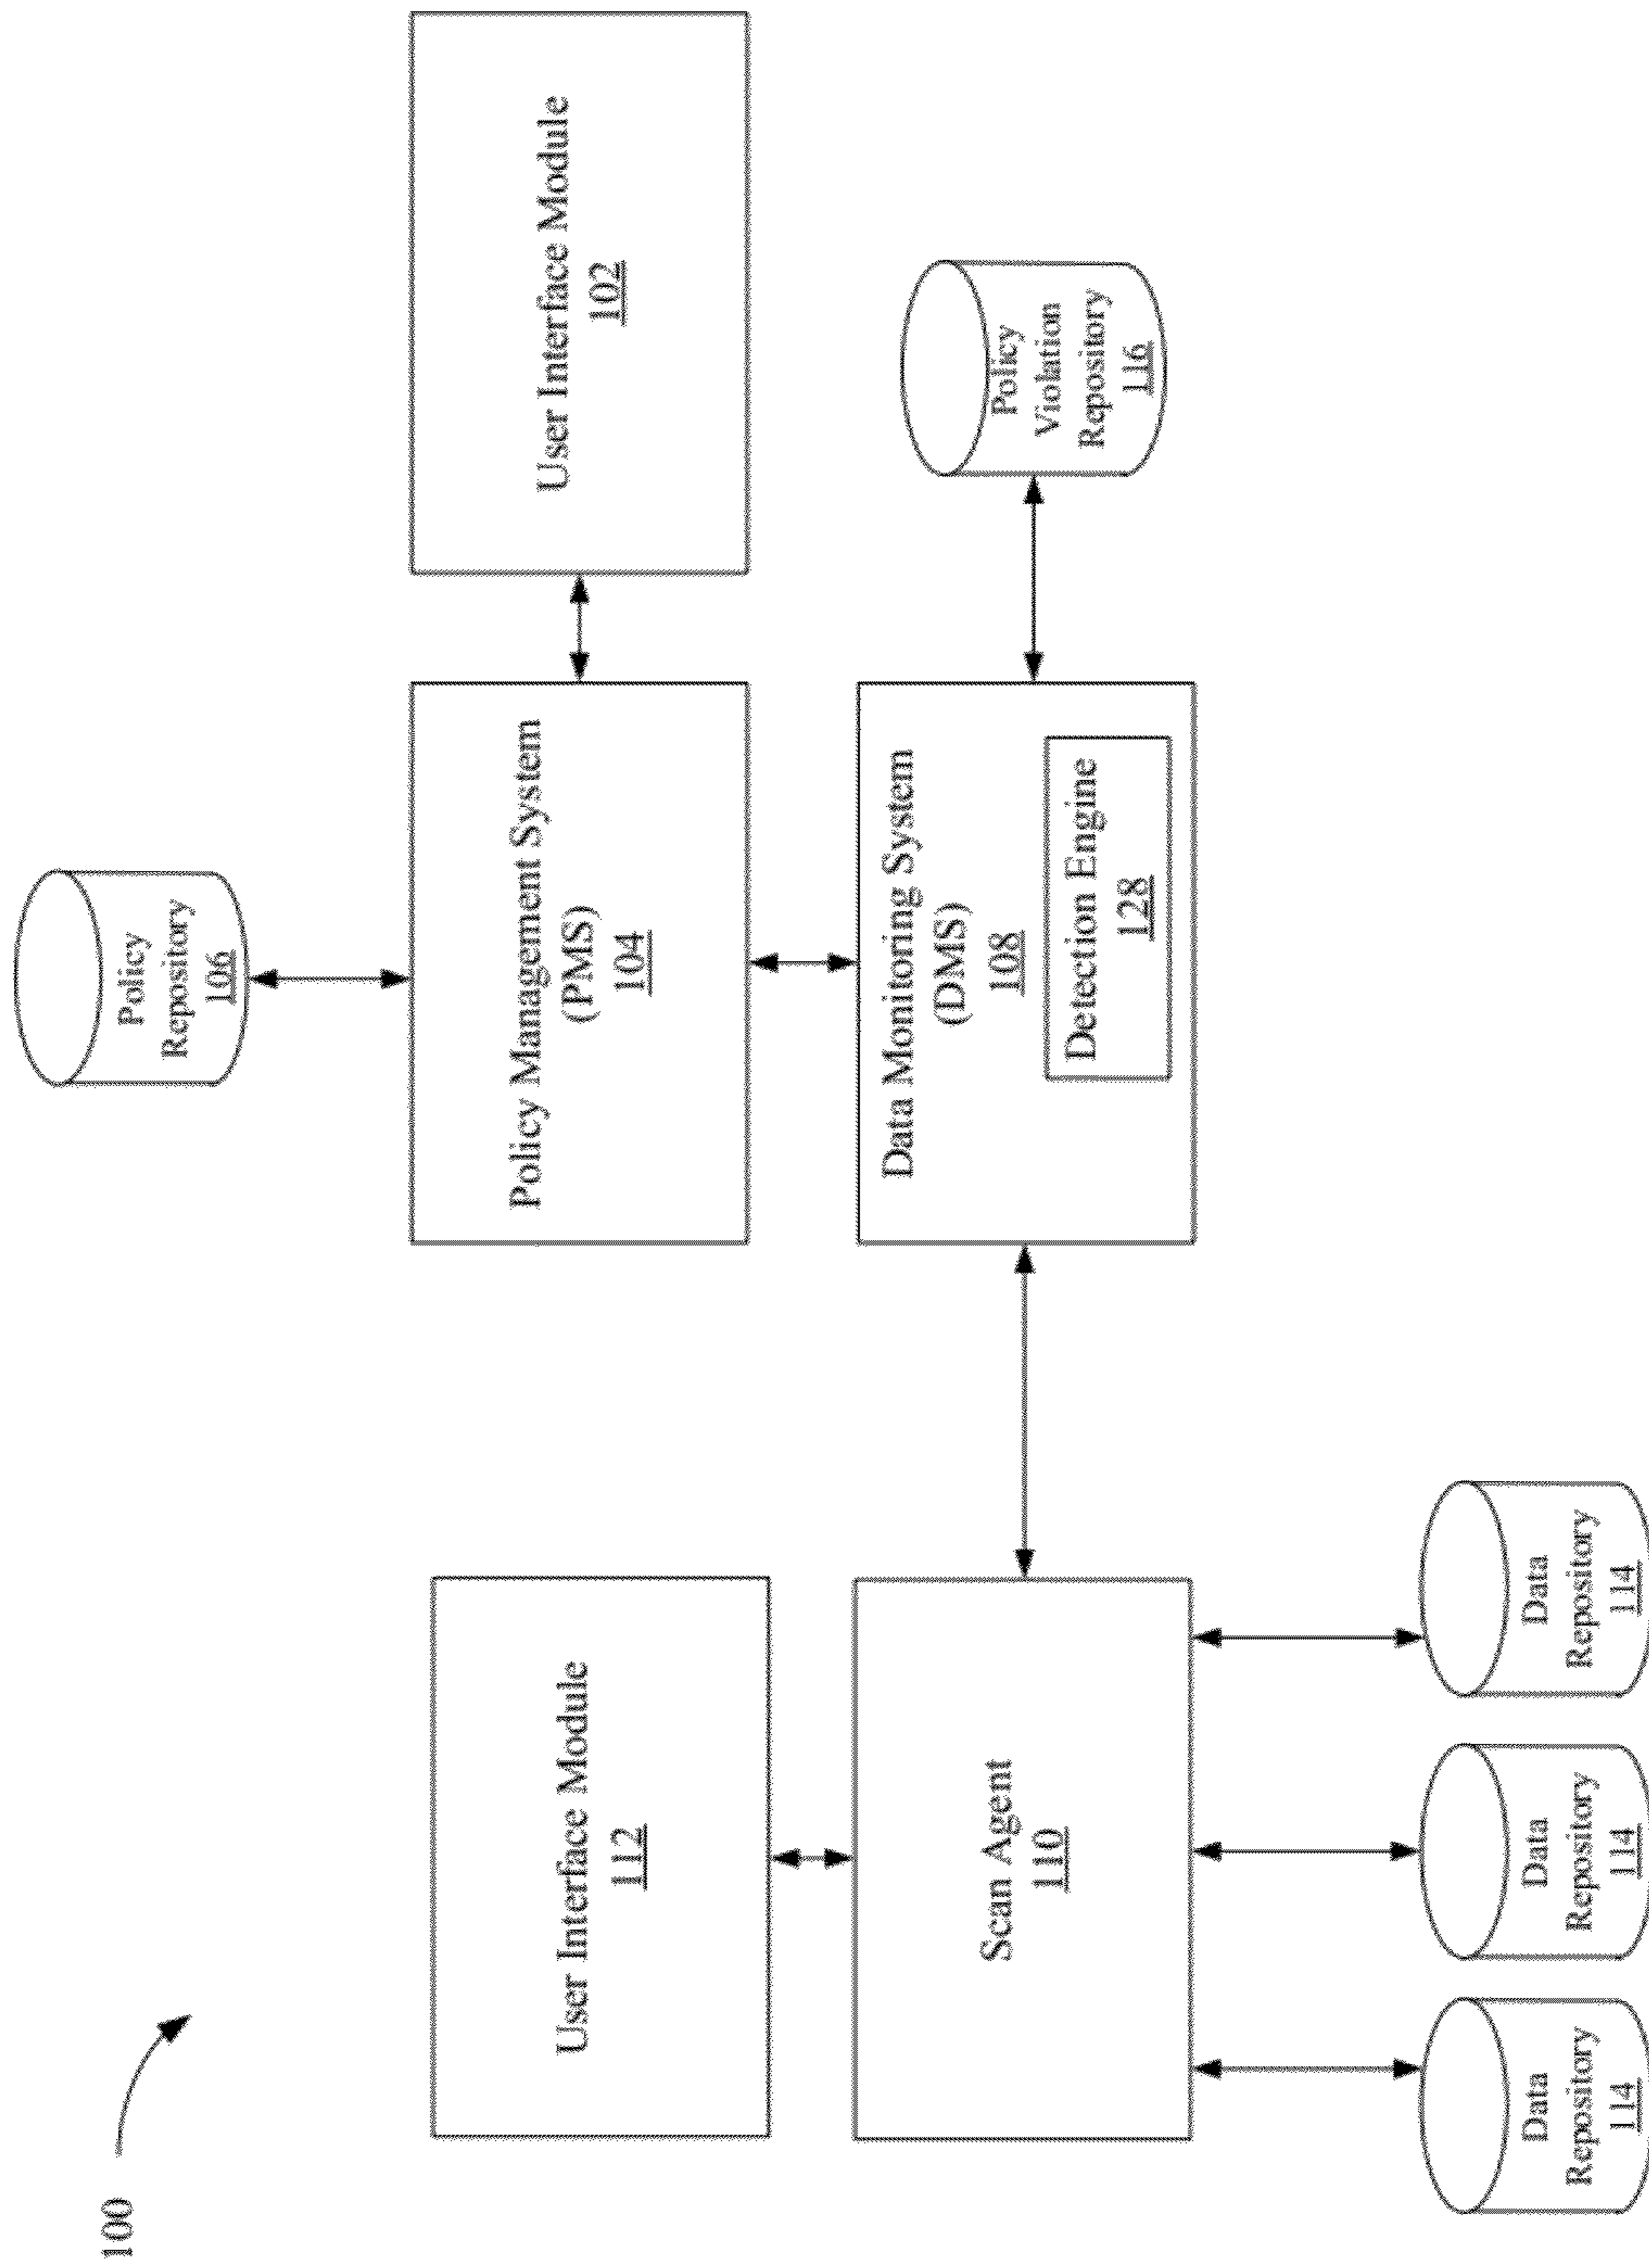 100
User Interface Module
112
Scan Agent
110
Data
Repository
114
Data
Repository
114
Data
Repository
114
Policy
Repository
106
Policy Management System
(PMS)
104
Data Monitoring System
(DMS)
108
Detection Engine
128
User Interface Module
102
Policy
Violation
Repository
116